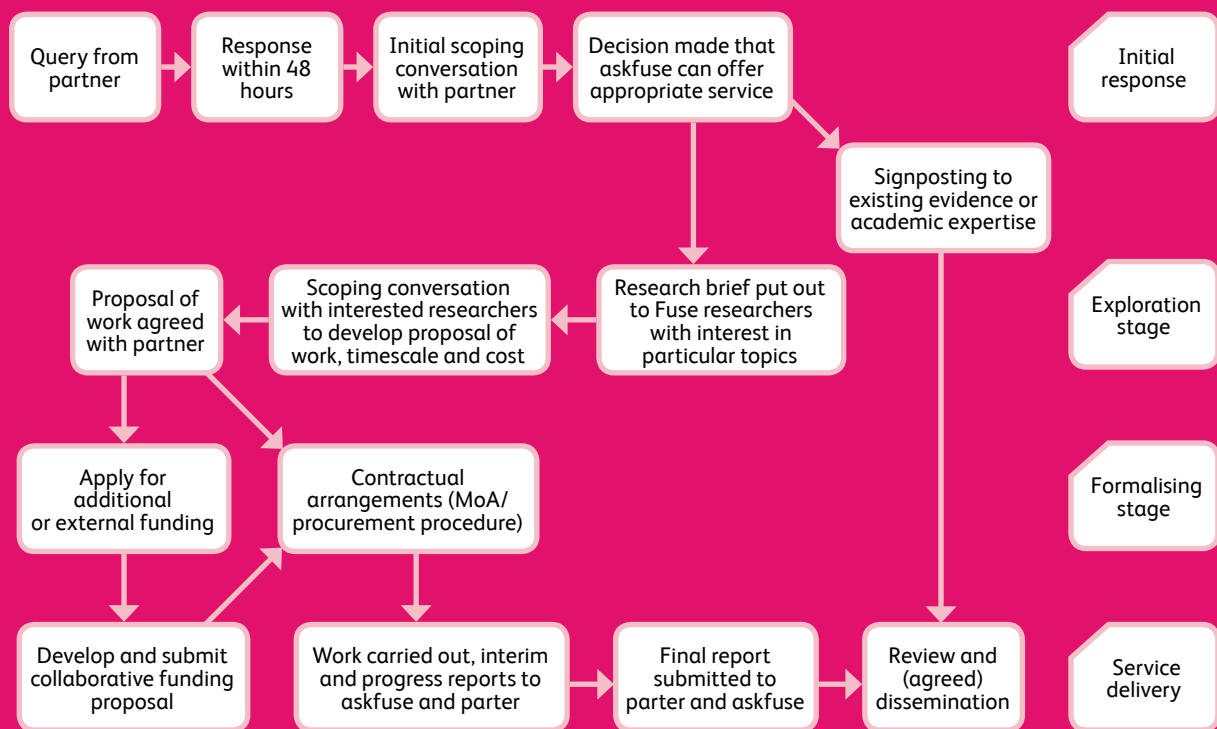 Query from
partner
Response
within 48
hours
Initial scoping
conversation
with partner
Decision made that
askfuse can offer
appropriate service
Initial
response
Signposting to
existing evidence or
academic expertise
Proposal of
work agreed
with partner
Scoping conversation
with interested researchers
to develop proposal of
work, timescale and cost
Research brief put out
to Fuse researchers
with interest in
particular topics
Exploration
stage
Apply for
additional
or external funding
Contractual
arrangements (MoA/
procurement procedure)
Formalising
stage
Develop and submit
collaborative funding
proposal
Work carried out, interim
and progress reports to
askfuse and parter
Final report
submitted to
parter and askfuse
Review and
(agreed)
dissemination
Service
delivery